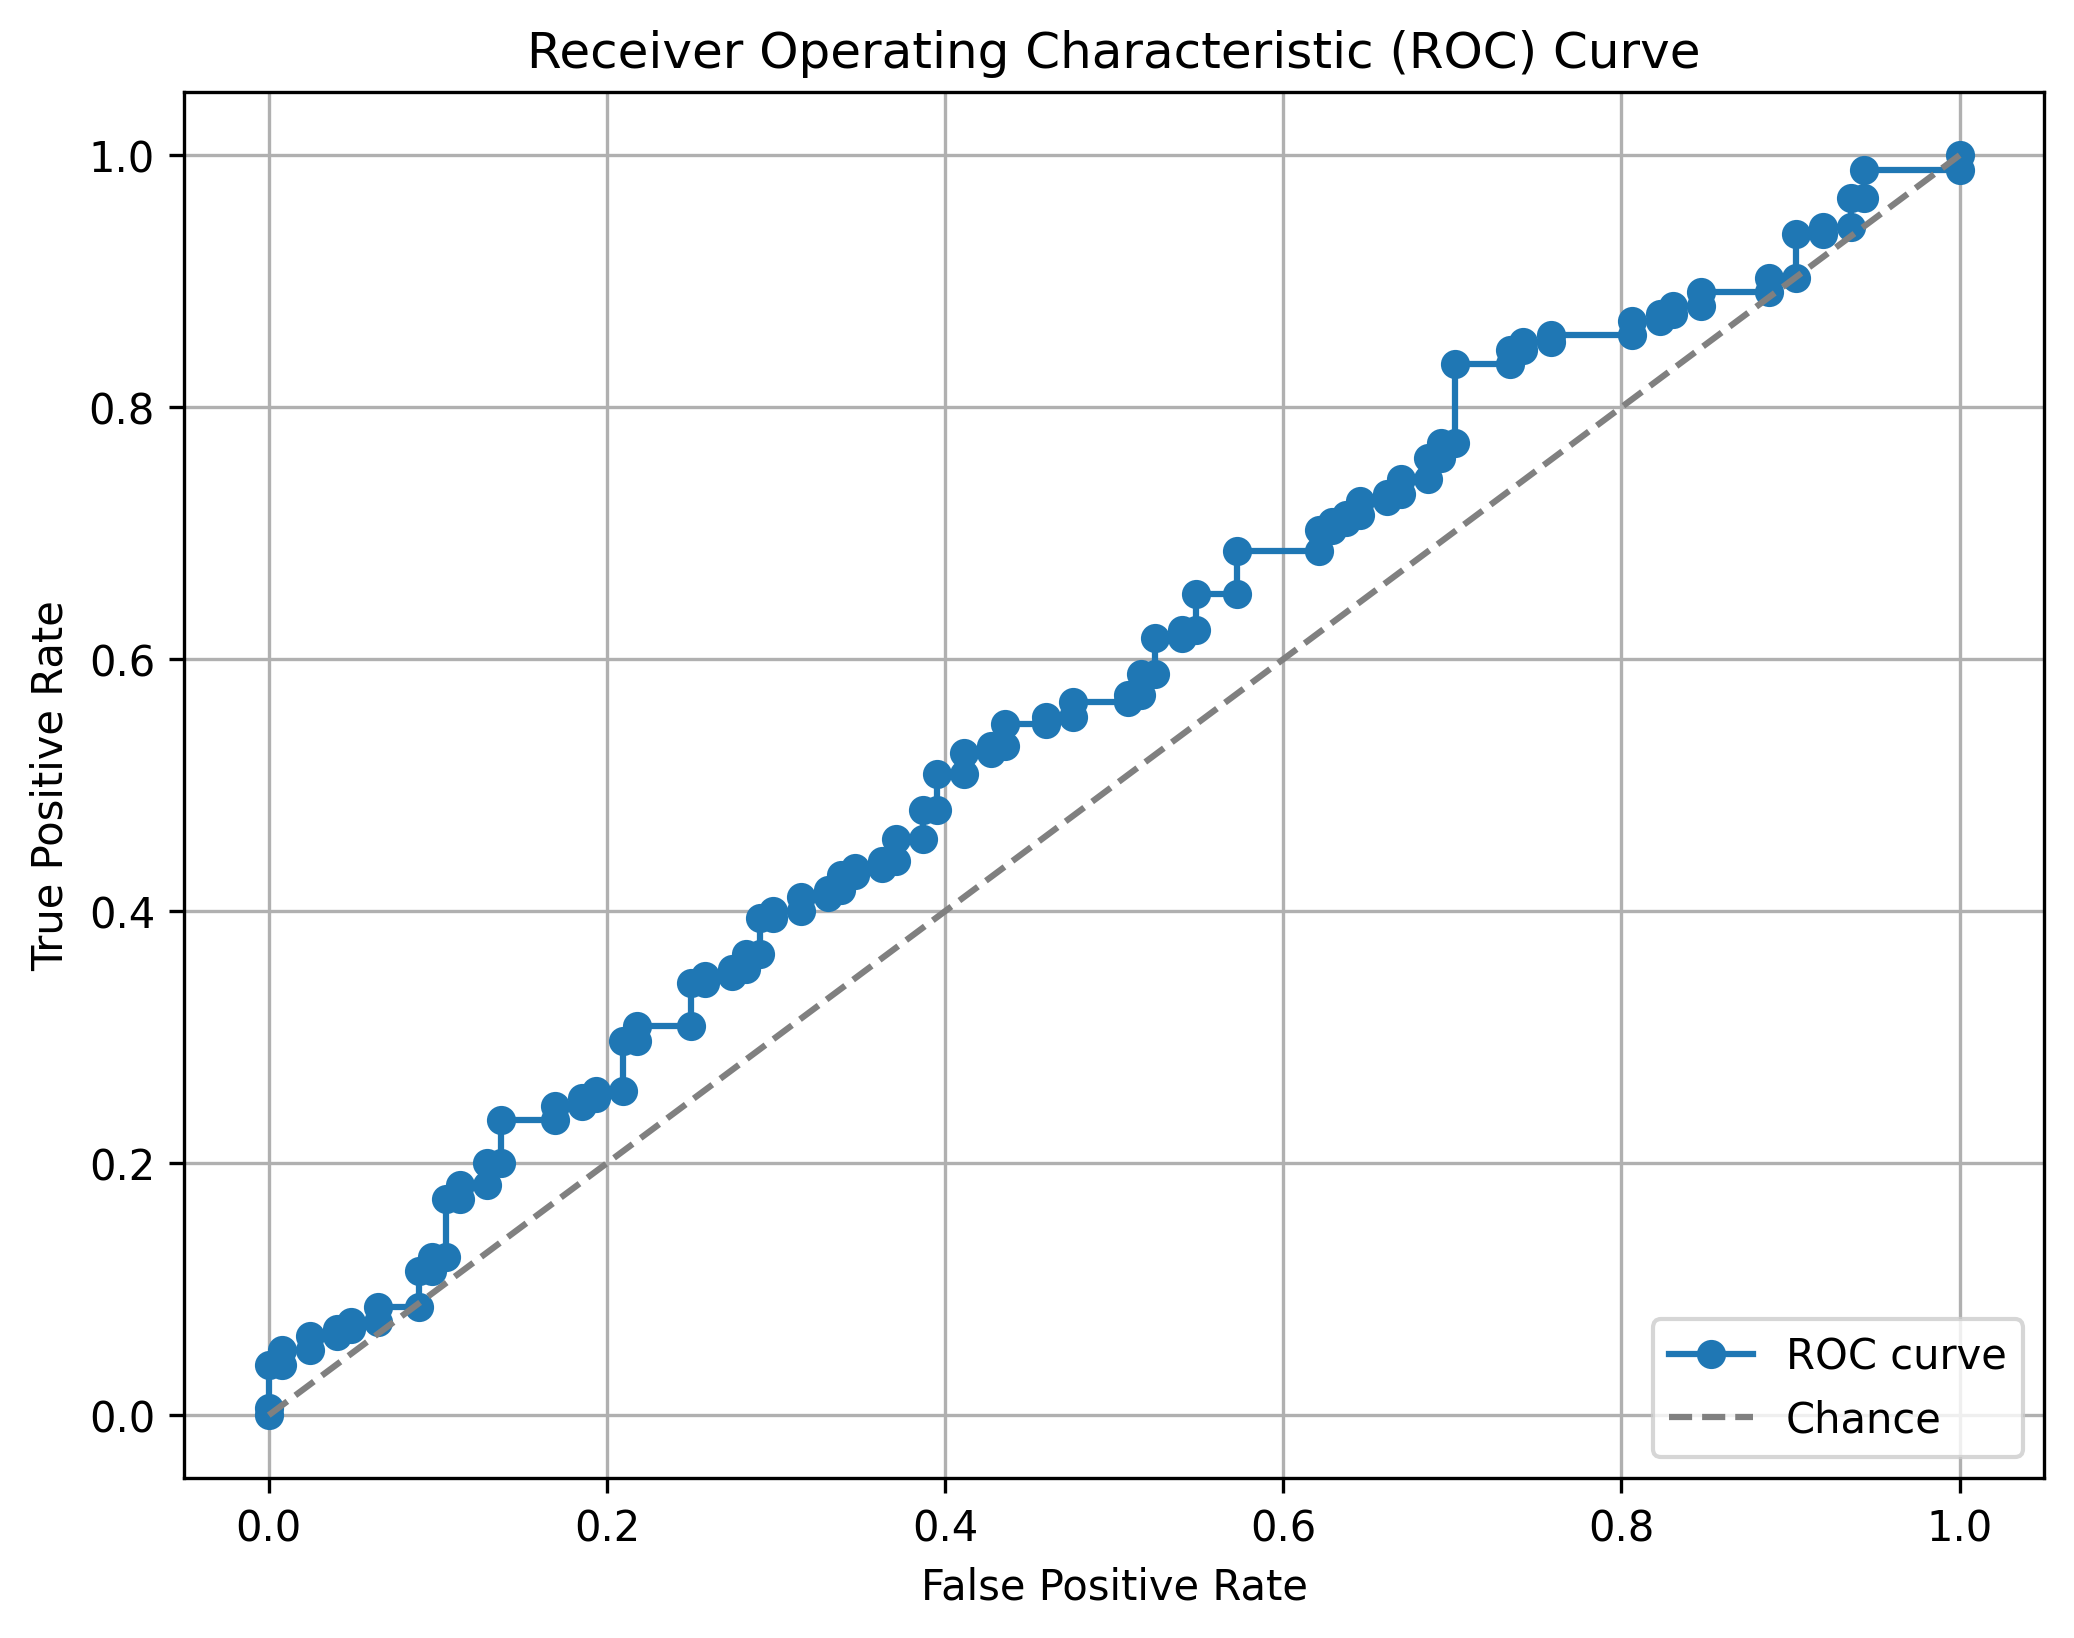 Receiver Operating Characteristic (ROC) Curve
1.0
0.8
0.6
0.4
0.2
0.0
True Positive Rate
0.0 0.2 0.4 0.6 0.8 1.0
False Positive Rate
ROC curve
Chance